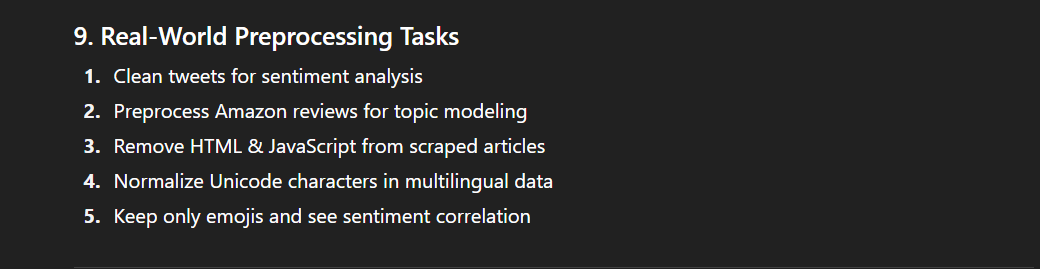 9. Real-World Preprocessing Tasks
1. Clean tweets for sentiment analysis
2. Preprocess Amazon reviews for topic modeling
3. Remove HTML & JavaScript from scraped articles
4. Normalize Unicode characters in multilingual data
5. Keep only emojis and see sentiment correlation